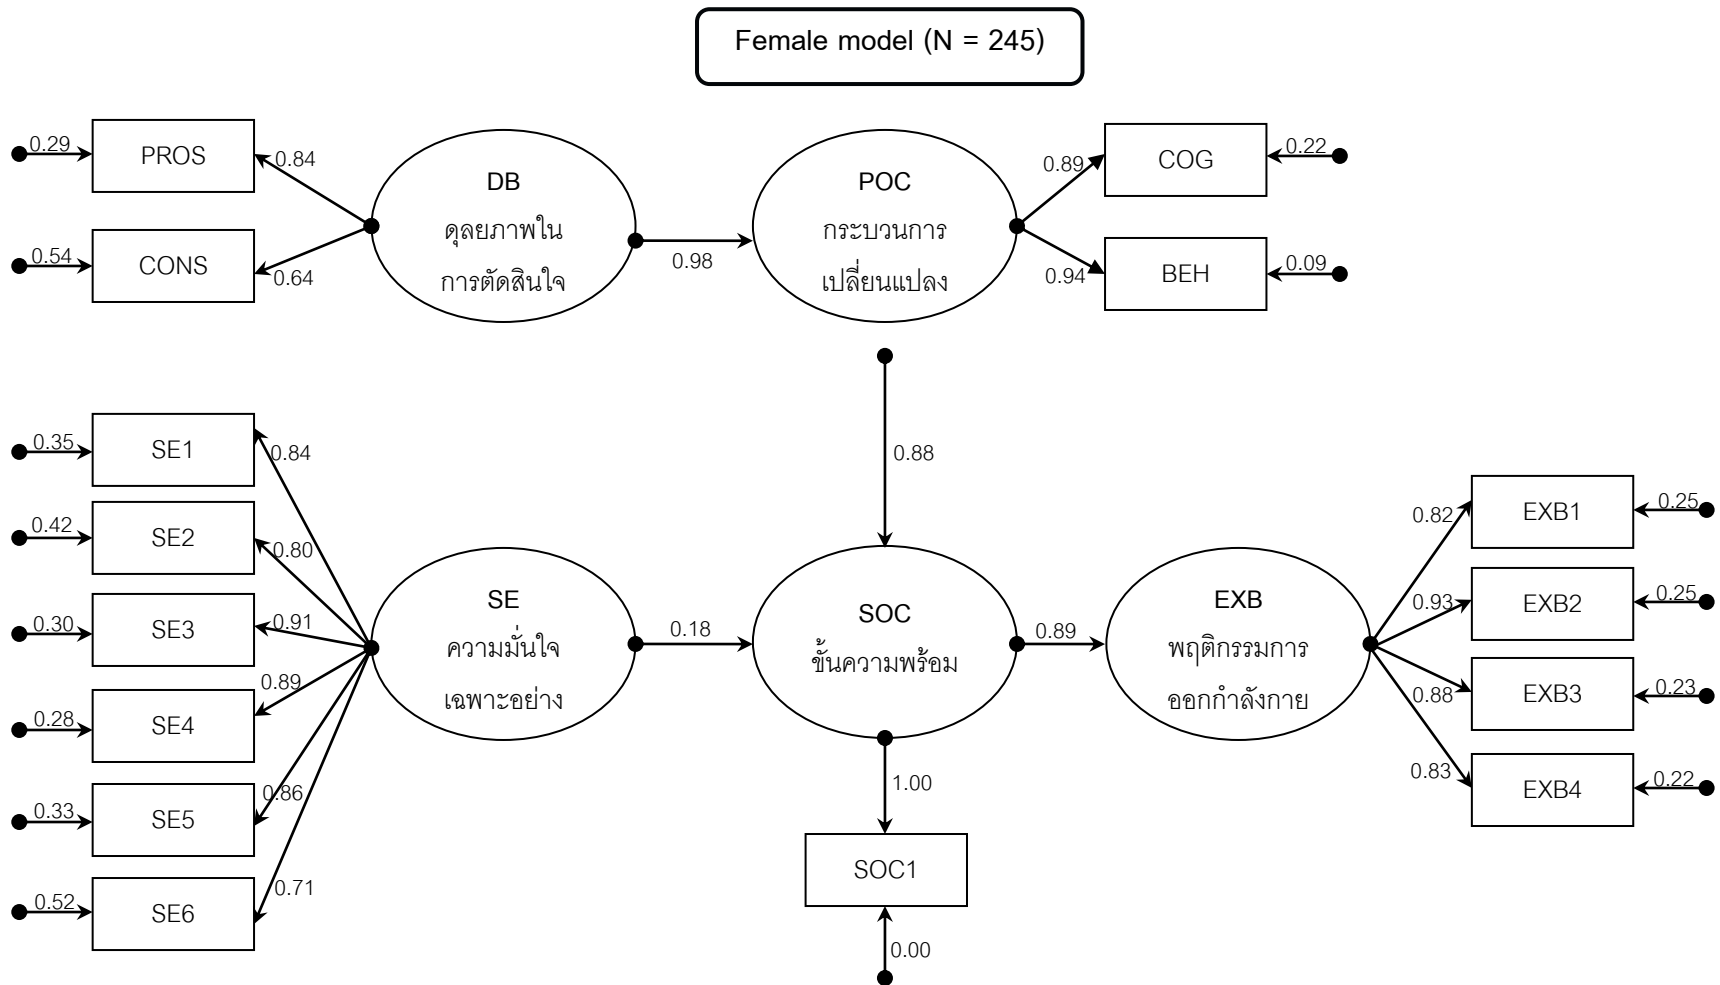 Female model (N = 245)
0.29
PROS
0.84
0.54
CONS
0.64
DB
ดุลยภาพใน
การตัดสินใจ
0.98
POC
กระบวนการ
เปลี่ยนแปลง
0.89
COG
0.22
0.94
BEH
0.09
0.88
0.35
SE1
0.84
0.42
SE2
0.80
0.30
SE3
0.91
0.28
SE4
0.89
0.33
SE5
0.86
0.52
SE6
0.71
SE
ความมั่นใจ
เฉพาะอย่าง
0.18
SOC
ขั้นความพร้อม
0.89
1.00
SOC1
0.00
EXB
พฤติกรรมการ
ออกกำลังกาย
0.82
EXB1
0.25
0.93
EXB2
0.25
0.88
EXB3
0.23
0.83
EXB4
0.22